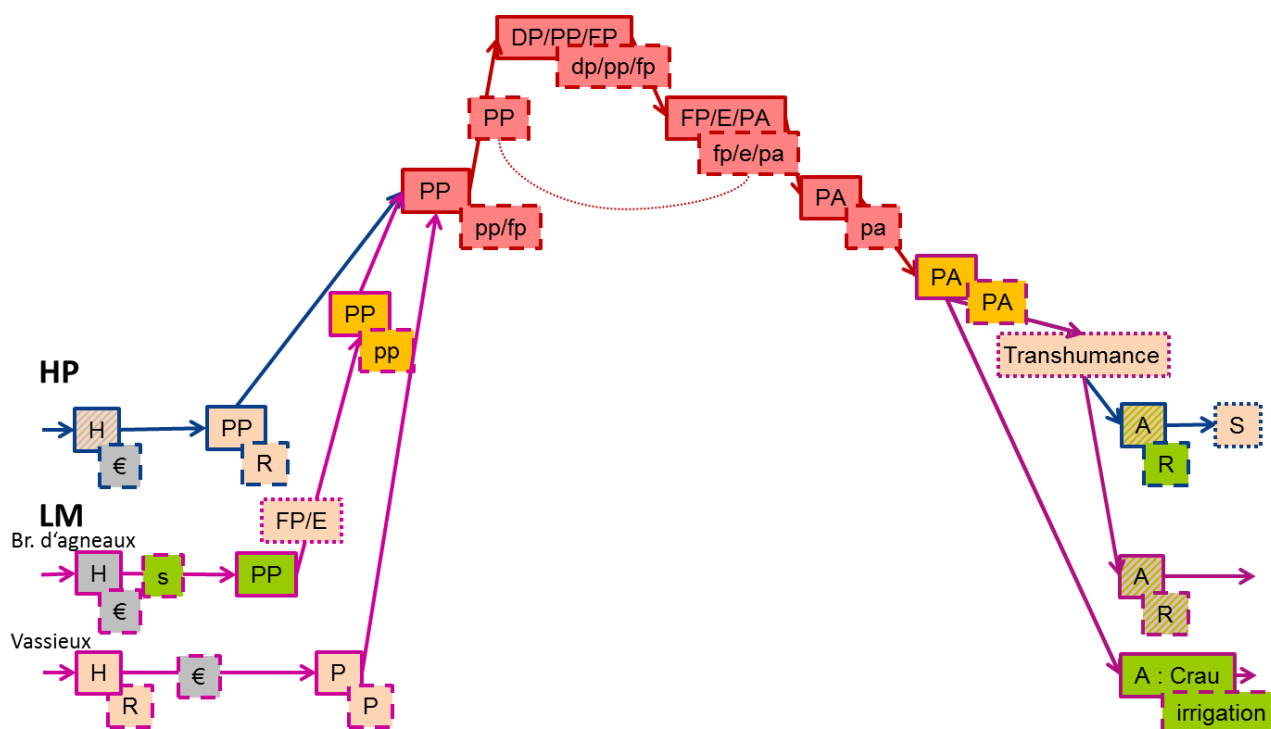 DP/PP/FP
dp/pp/fp
PP
FP/E/PA
fp/e/pa
PP
pp/fp
PA
pa
PA
PA
PP
pp
Transhumance
HP
H
€
PP
R
A
R
S
LM
FP/E
Br. d'agneaux
H
€
s
PP
A
R
Vassieux
H
R
€
P
P
A : Crau
irrigation